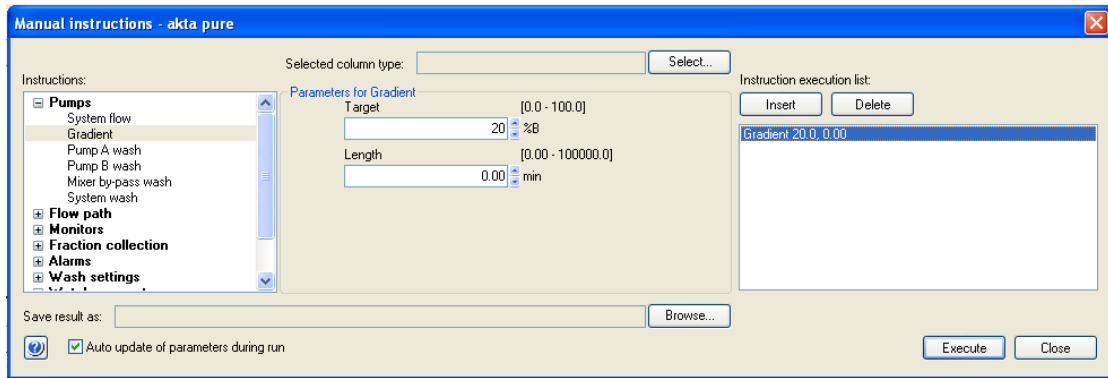 Manual instructions - akta pure
Selected column type:
Select...
Instructions:
Pumps
System flow
Gradient
Pump A wash
Pump B wash
Mixer by-pass wash
System wash
Flow path
Monitors
Fraction collection
Alarms
Wash settings
Parameters for Gradient
Target [0.0 - 100.0]
20 %B
Length [0.00 - 100000.0]
0.00 min
Instruction execution list:
Insert Delete
Gradient 20.0, 0.00
Save result as:
Browse...
Auto update of parameters during run
Execute Close